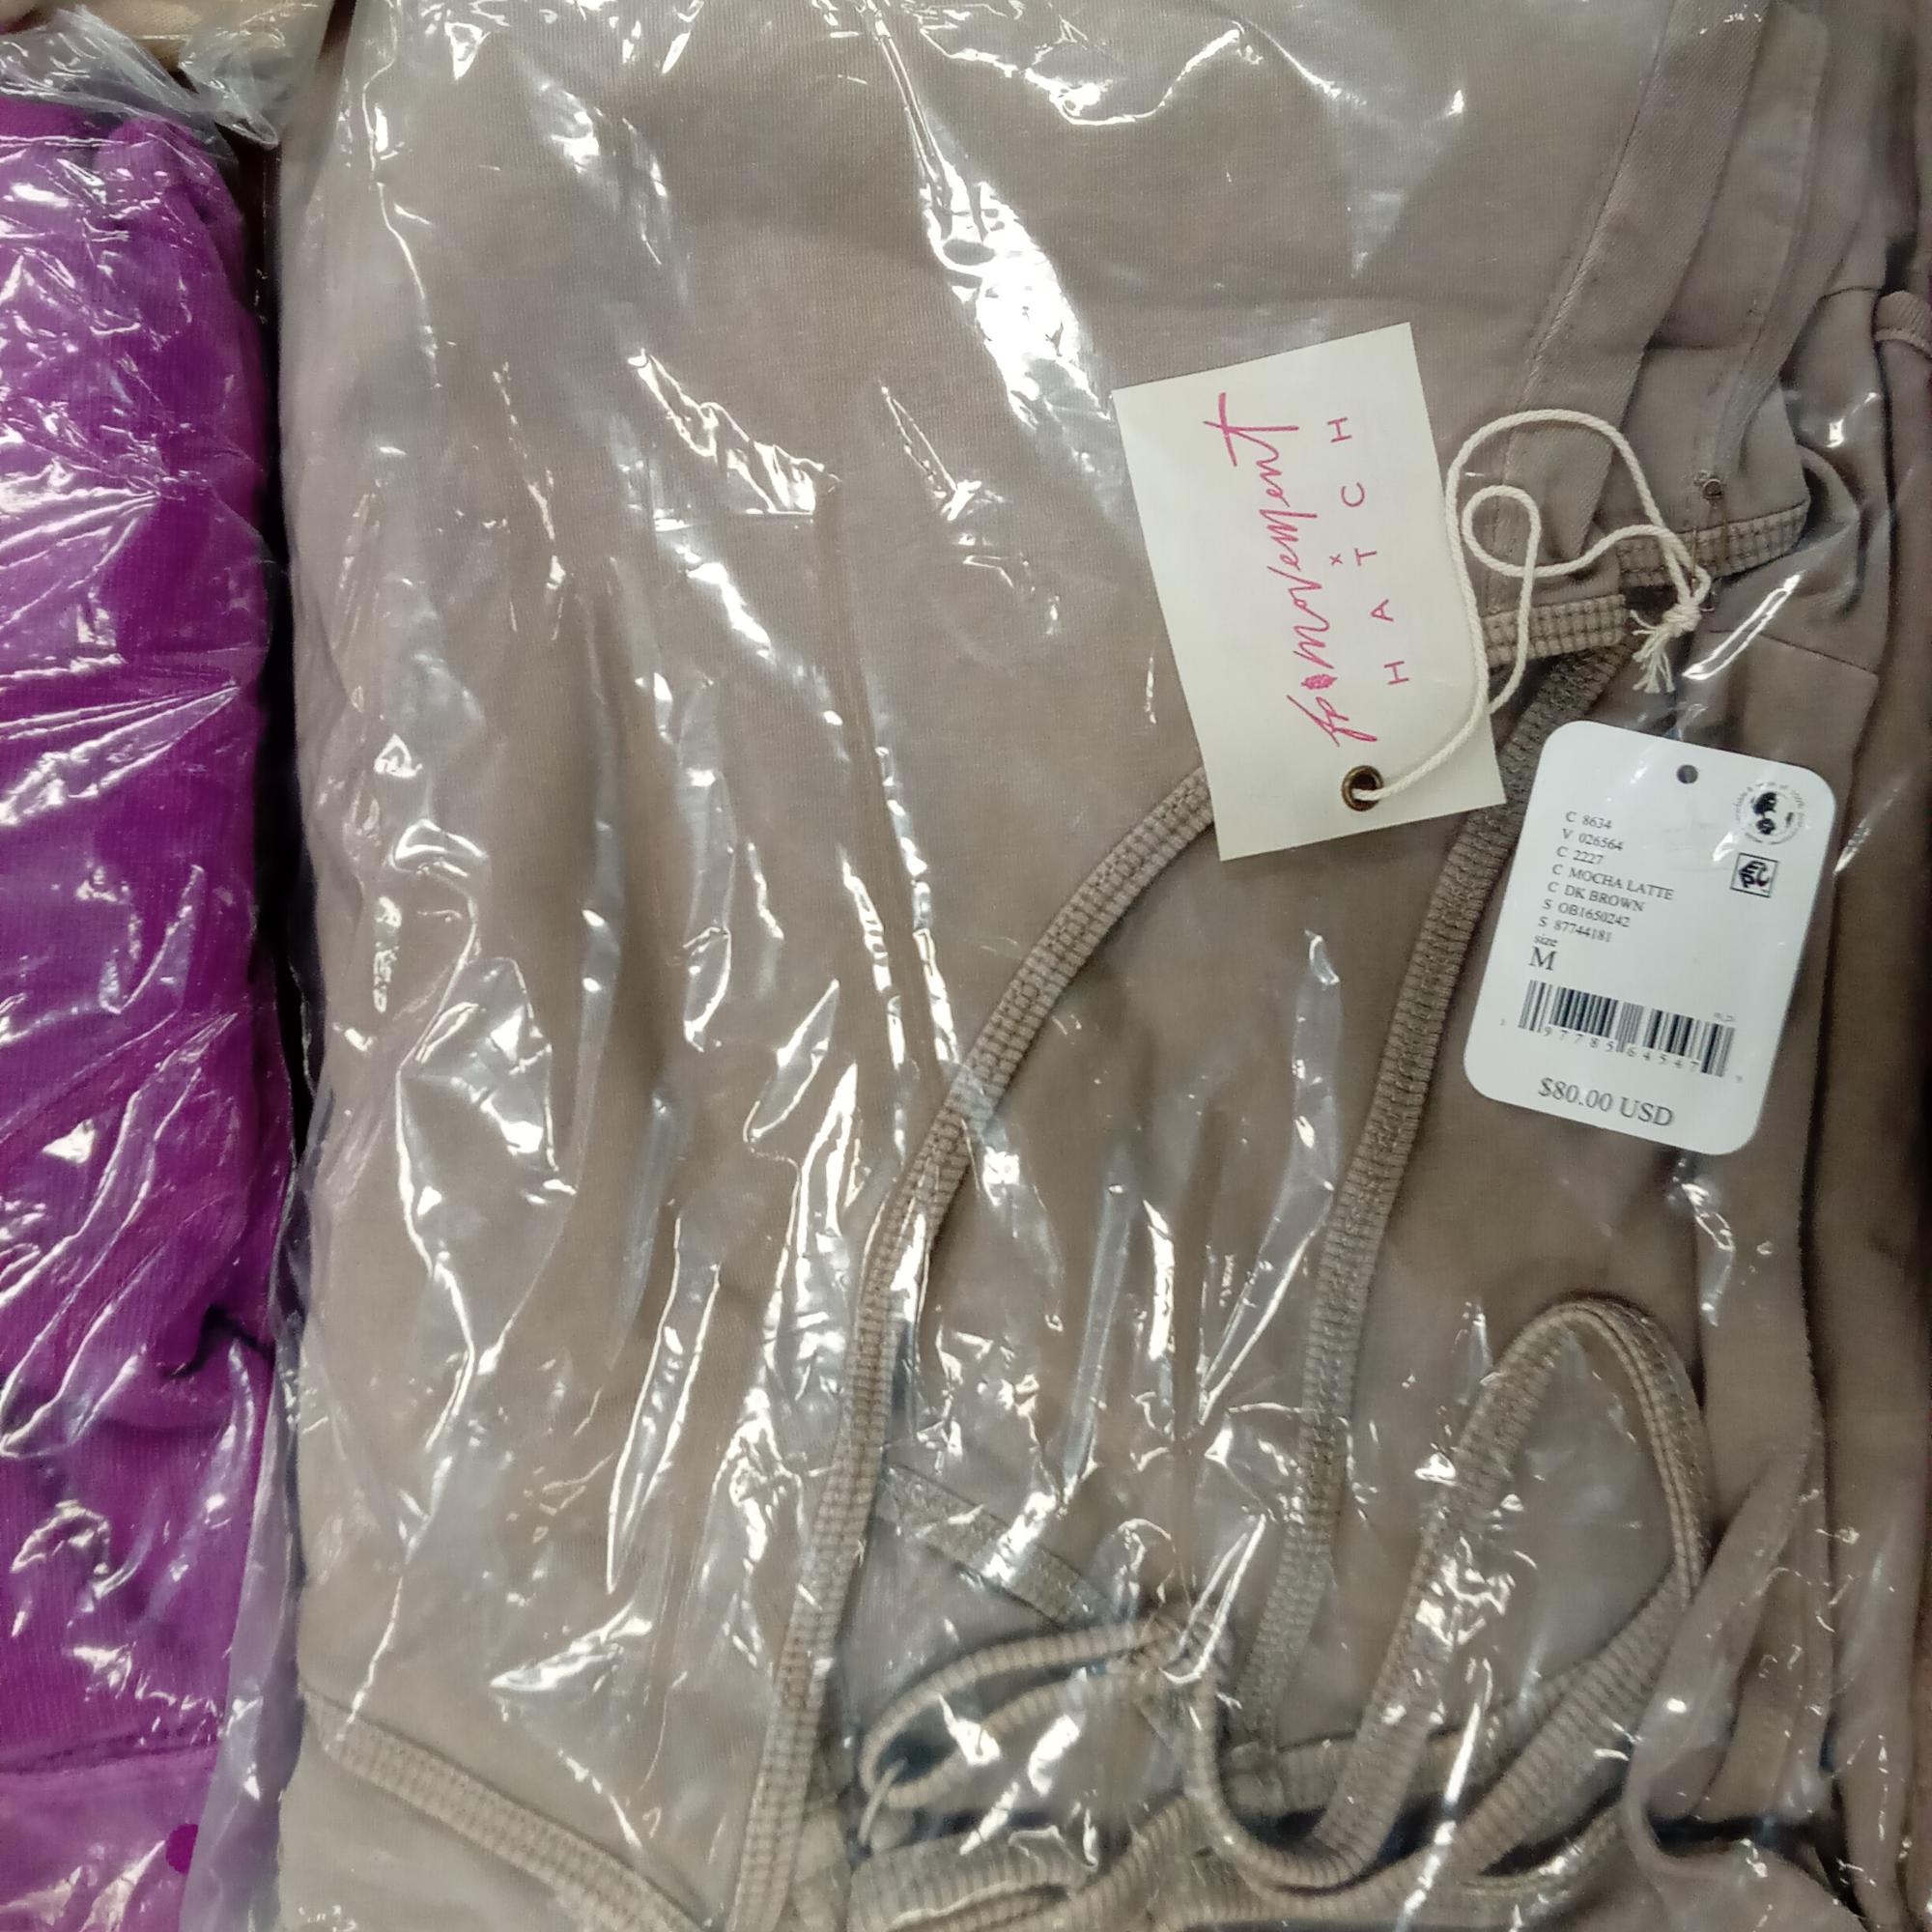 fp movement
x
HATCH
C 8634
V 026564
C 2227
C MOCHA LATTE
C DK BROWN
S OB1650242
S 87744181
size
M
$80.00 USD